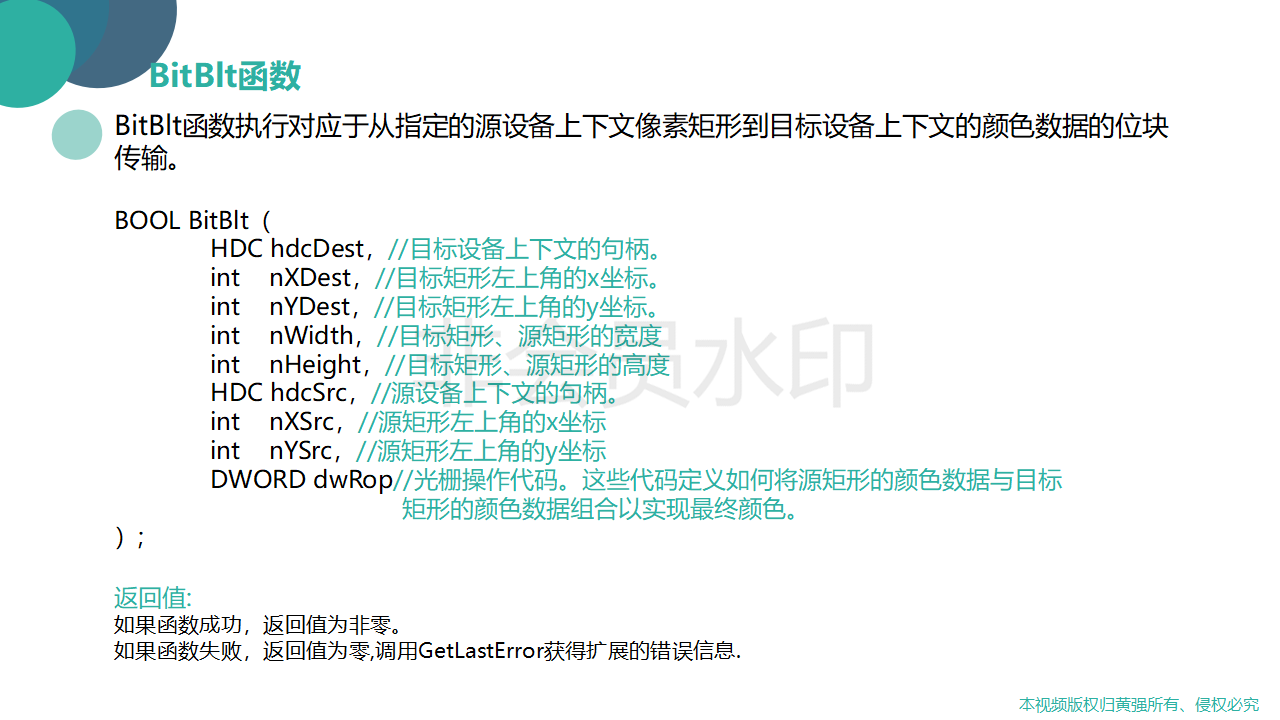 BitBlt函数
BitBlt函数执行对应于从指定的源设备上下文像素矩形到目标设备上下文的颜色数据的位块
传输。
BOOL BitBlt（
HDC hdcDest，//目标设备上下文的句柄。
int nXDest，//目标矩形左上角的x坐标。
int nYDest，//目标矩形左上角的y坐标。
int nWidth，//目标矩形、源矩形的宽度
int nHeight，//目标矩形、源矩形的高度
HDC hdcSrc，//源设备上下文的句柄。
int nXSrc，//源矩形左上角的x坐标
int nYSrc，//源矩形左上角的y坐标
DWORD dwRop//光栅操作代码。这些代码定义如何将源矩形的颜色数据与目标
矩形的颜色数据组合以实现最终颜色。
）;
返回值:
如果函数成功，返回值为非零。
如果函数失败，返回值为零,调用GetLastError获得扩展的错误信息.
非会员水印
本视频版权归黄强所有、侵权必究